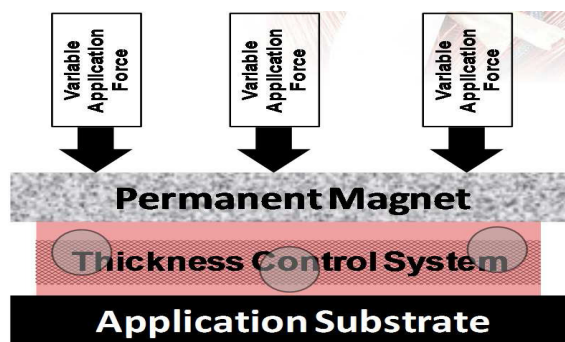 Variable
Application
Force
Variable
Application
Force
Variable
Application
Force
Permanent Magnet
Thickness Control System
Application Substrate